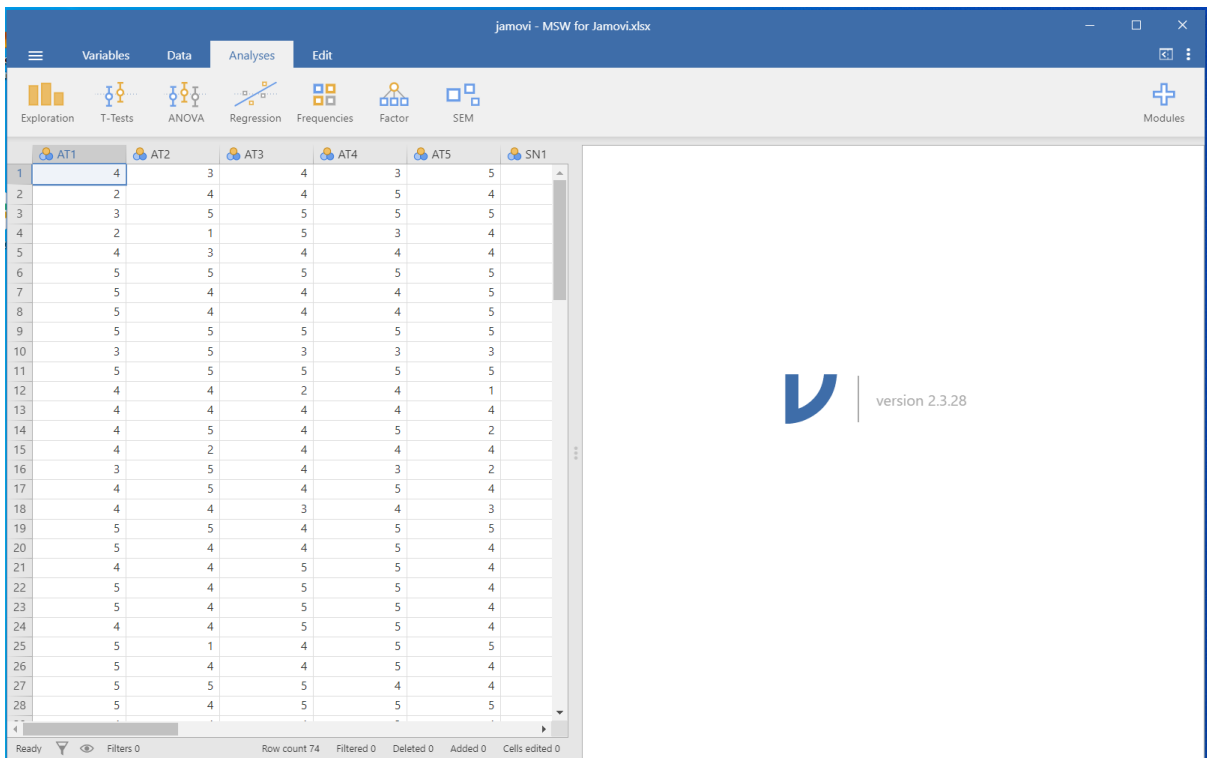 jamovi - MSW for Jamovi.xlsx
Variables Data Analyses Edit
Exploration T-Tests ANOVA Regression Frequencies Factor SEM Modules
AT1 AT2 AT3 AT4 AT5 SN1
1 4 3 4 3 5
2 2 4 4 5 4
3 3 5 5 5 5
4 2 1 5 3 4
5 4 3 4 4 4
6 5 5 5 5 5
7 5 4 4 4 5
8 5 4 4 4 5
9 5 5 5 5 5
10 3 5 3 3 3
11 5 5 5 5 5
12 4 4 2 4 1
13 4 4 4 4 4
14 4 5 4 5 2
15 4 2 4 4 4
16 3 5 4 3 2
17 4 5 4 5 4
18 4 4 3 4 3
19 5 5 4 5 5
20 5 4 4 5 4
21 4 4 5 5 4
22 5 4 5 5 4
23 5 4 5 5 4
24 4 4 5 5 4
25 5 1 4 5 5
26 5 4 4 5 4
27 5 5 5 4 4
28 5 4 5 5 5
version 2.3.28
Ready Filters 0 Row count 74 Filtered 0 Deleted 0 Added 0 Cells edited 0